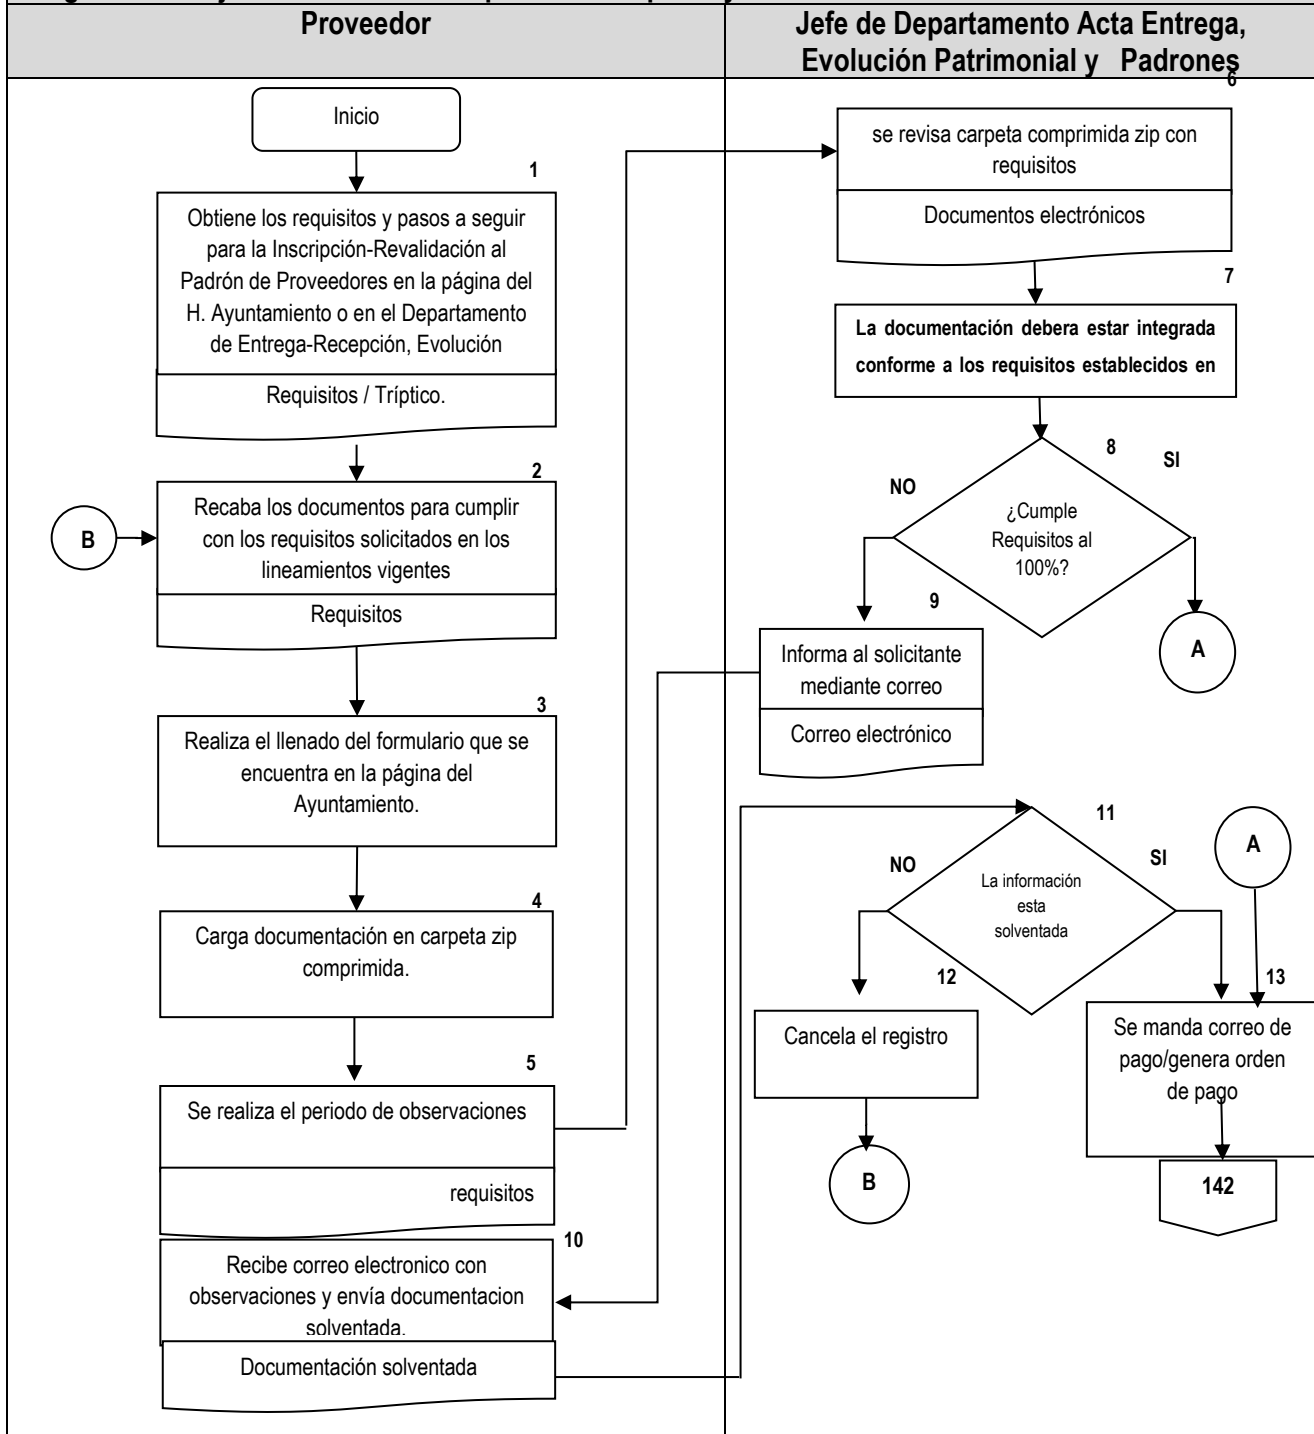 Proveedor
Jefe de Departamento Acta Entrega,
Evolución Patrimonial y Padrones
Inicio
1
Obtiene los requisitos y pasos a seguir
para la Inscripción-Revalidación al
Padrón de Proveedores en la página del
H. Ayuntamiento o en el Departamento
de Entrega-Recepción, Evolución
Requisitos / Tríptico.
2
B
Recaba los documentos para cumplir
con los requisitos solicitados en los
lineamientos vigentes
Requisitos
3
Realiza el llenado del formulario que se
encuentra en la página del
Ayuntamiento.
4
Carga documentación en carpeta zip
comprimida.
5
Se realiza el periodo de observaciones
requisitos
10
Recibe correo electronico con
observaciones y envía documentacion
solventada.
Documentación solventada
6
se revisa carpeta comprimida zip con
requisitos
Documentos electrónicos
7
La documentación debera estar integrada
conforme a los requisitos establecidos en
8
SI
NO
¿Cumple
Requisitos al
100%?
9
A
Informa al solicitante
mediante correo
Correo electrónico
11
A
NO
SI
La información
esta
solventada
12
13
Cancela el registro
B
Se manda correo de
pago/genera orden
de pago
142